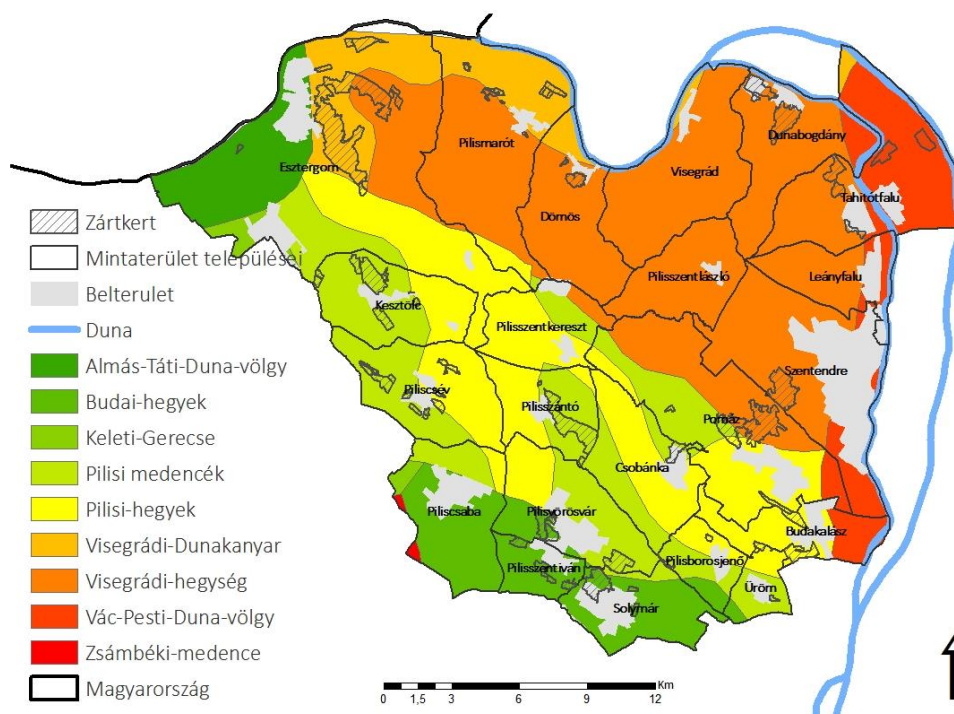 Esztergom
Pilismarót
Dömös
Visegrád
Dunabogdány
Tahitótfalu
Pilisszentlászló
Leányfalu
Kesztölc
Pilisszentkereszt
Szentendre
Piliscsév
Pilisszántó
Pomáz
Csobánka
Piliscsaba
Pilisvörösvár
Budakalász
Pilisszentiván
Pilisborosjenő
Üröm
Solymár
Zártkert
Mintaterület települései
Belterulet
Duna
Almás-Táti-Duna-völgy
Budai-hegyek
Keleti-Gerecse
Pilisi medencék
Pilisi-hegyek
Visegrádi-Dunakanyar
Visegrádi-hegység
Vác-Pesti-Duna-völgy
Zsámbéki-medence
Magyarország
Km
0 1,5 3 6 9 12